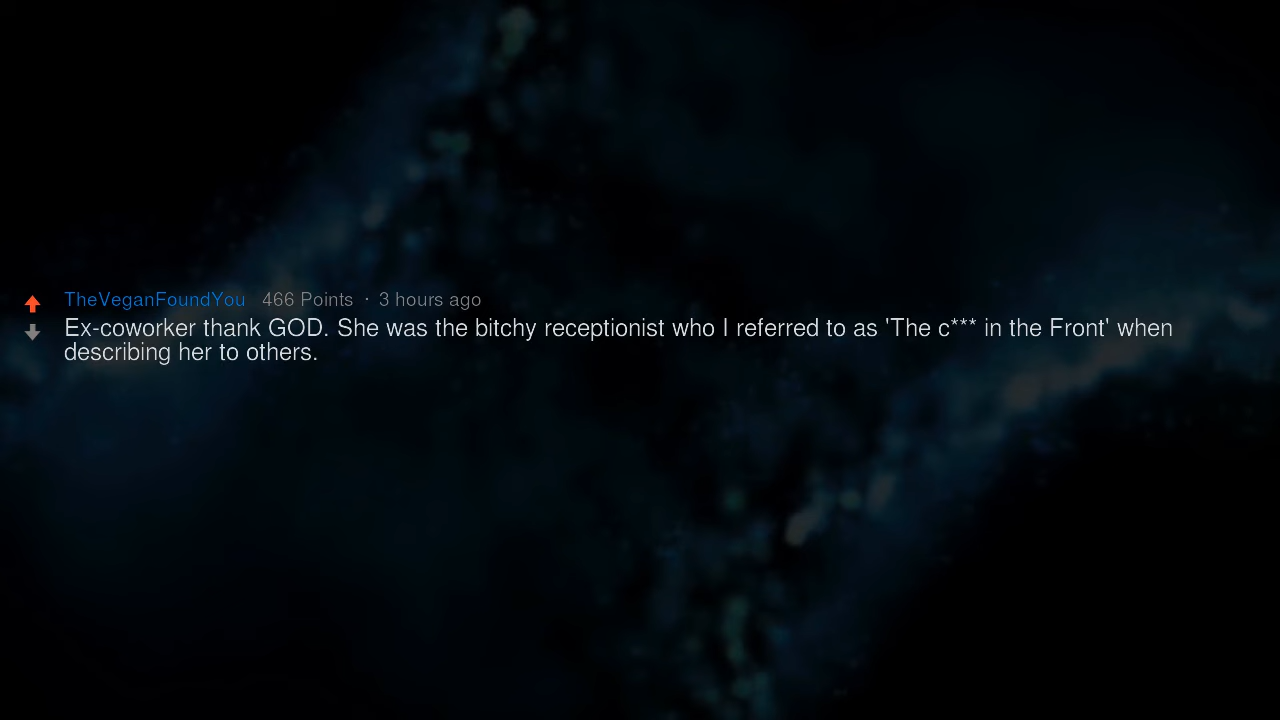 TheVeganFoundYou 466 Points · 3 hours ago
Ex-coworker thank GOD. She was the bitchy receptionist who I referred to as 'The c*** in the Front' when
describing her to others.